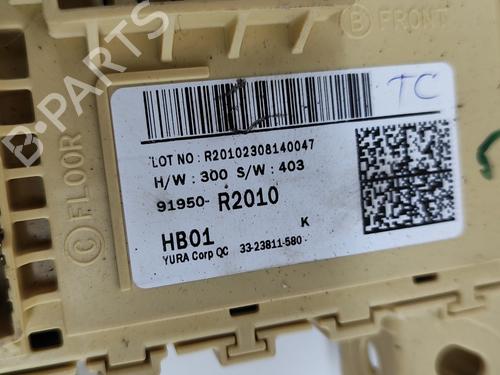 B FRONT
TC
LOT NO : R20102308140047
H/W : 300 S/W : 403
91950- R2010
HB01
K
YURA Corp QC 33-23811-580
C FLOOR
B-PARTS